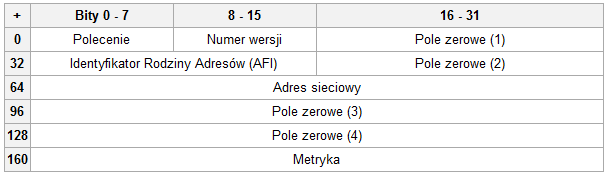 + Bity 0 - 7 8 - 15 16 - 31
0 Polecenie Numer wersji Pole zerowe (1)
32 Identyfikator Rodziny Adresów (AFI) Pole zerowe (2)
64 Adres sieciowy
96 Pole zerowe (3)
128 Pole zerowe (4)
160 Metryka